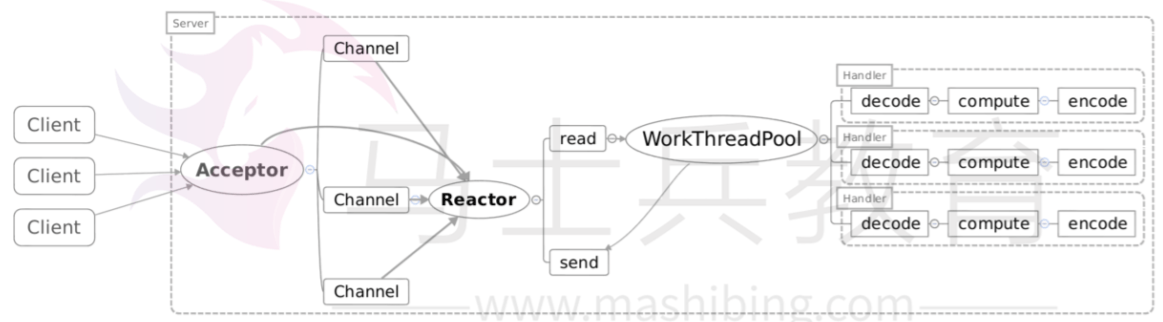 Server
Client
Client
Client
Acceptor
Channel
Channel
Channel
Reactor
read
send
WorkThreadPool
Handler
decode
compute
encode
Handler
decode
compute
encode
Handler
decode
compute
encode
马士兵教育
www.mashibing.com